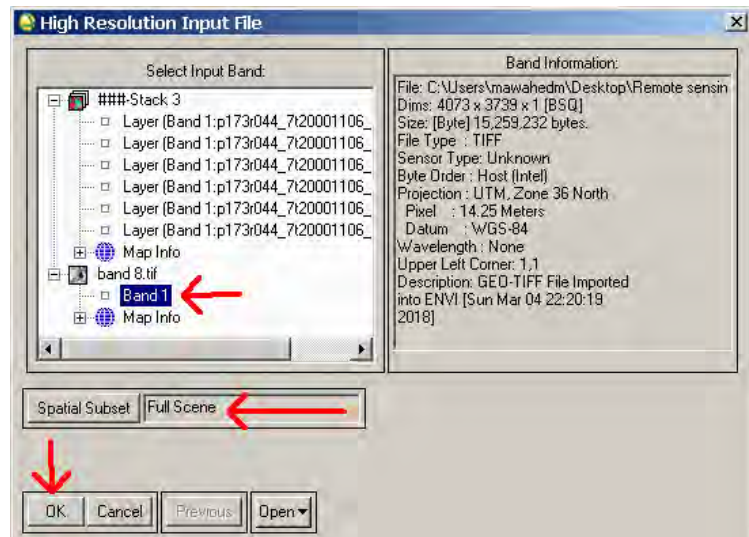 High Resolution Input File
Select Input Band:
###-Stack 3
Layer (Band 1:p173r044_7t20001106_
Layer (Band 1:p173r044_7t20001106_
Layer (Band 1:p173r044_7t20001106_
Layer (Band 1:p173r044_7t20001106_
Layer (Band 1:p173r044_7t20001106_
Layer (Band 1:p173r044_7t20001106_
Map Info
band 8.tif
Band 1
Map Info
Band Information:
File: C:\Users\mawahedm\Desktop\Remote sensin
Dims: 4073 x 3739 x 1 [BSQ]
Size: [Byte] 15,259,232 bytes.
File Type : TIFF
Sensor Type: Unknown
Byte Order : Host (Intel)
Projection : UTM, Zone 36 North
Pixel : 14.25 Meters
Datum : WGS-84
Wavelength : None
Upper Left Corner: 1,1
Description: GEO-TIFF File Imported
into ENVI [Sun Mar 04 22:20:19
2018]
Spatial Subset Full Scene
OK Cancel Previous Open